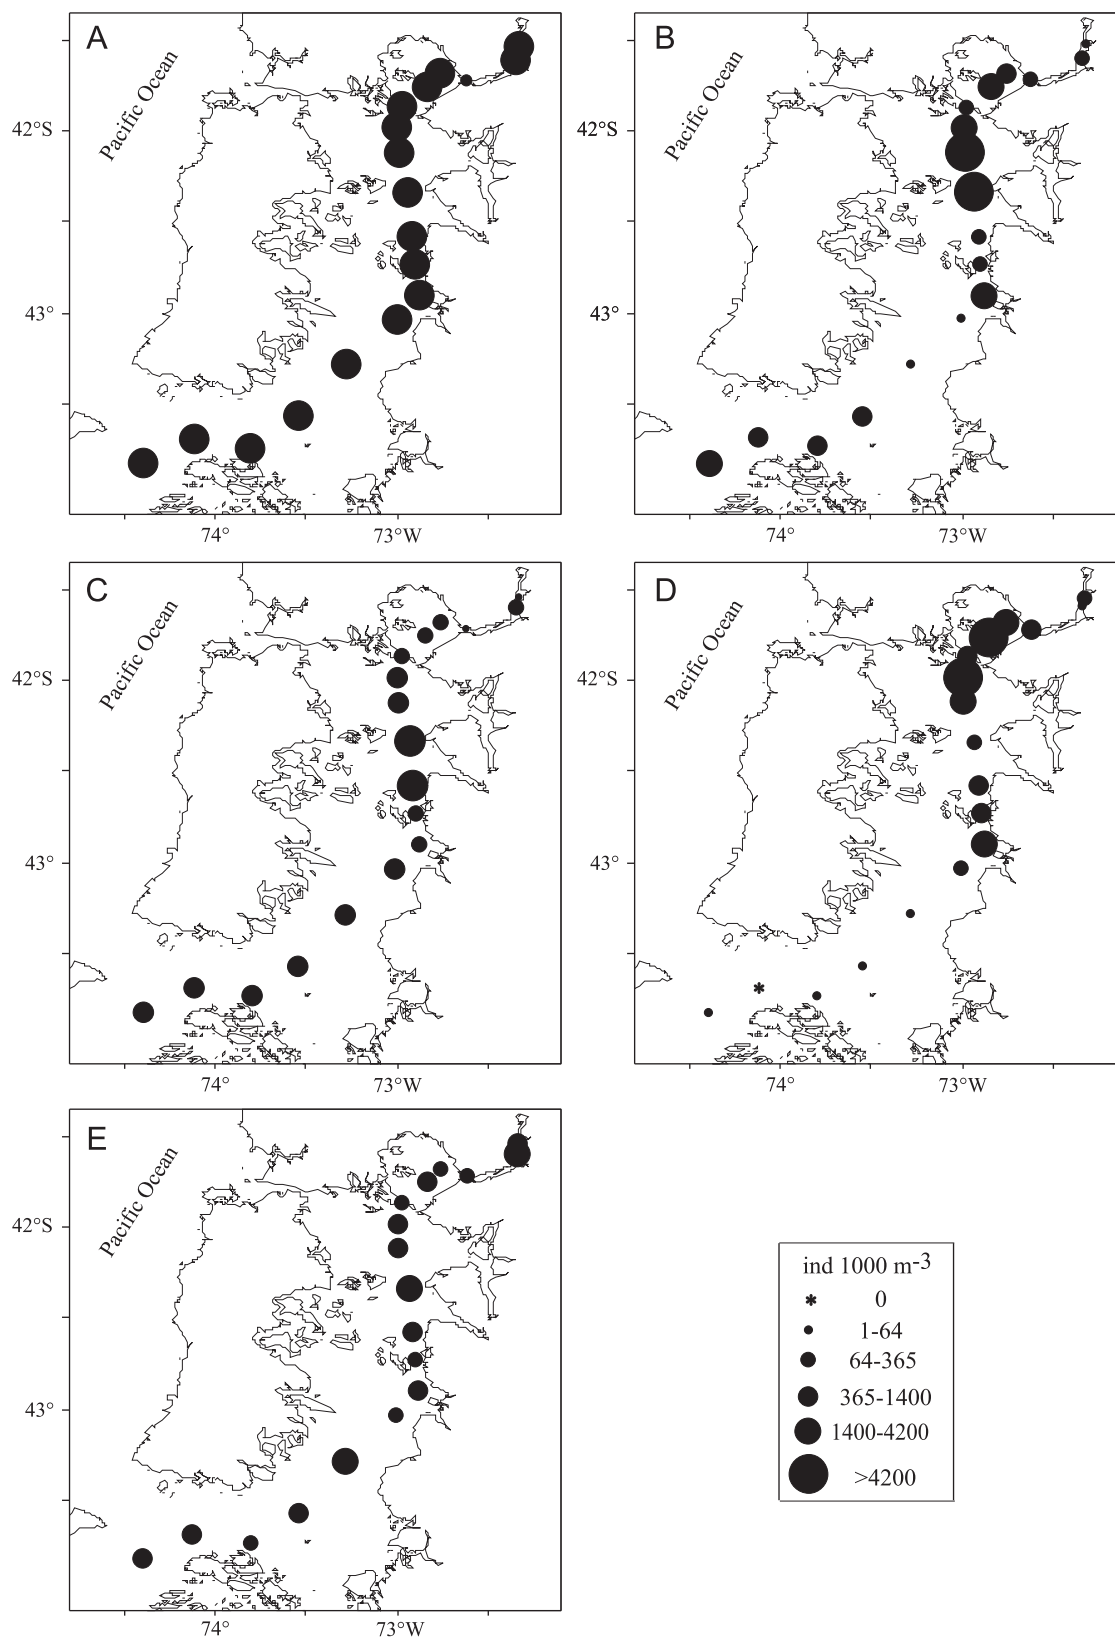 A
Pacific Ocean
42°S
43°
74°
73°W
B
Pacific Ocean
42°S
43°
74°
73°W
C
Pacific Ocean
42°S
43°
74°
73°W
D
Pacific Ocean
42°S
43°
74°
73°W
E
Pacific Ocean
42°S
43°
74°
73°W
ind 1000 m-3
* 0
1-64
64-365
365-1400
1400-4200
>4200